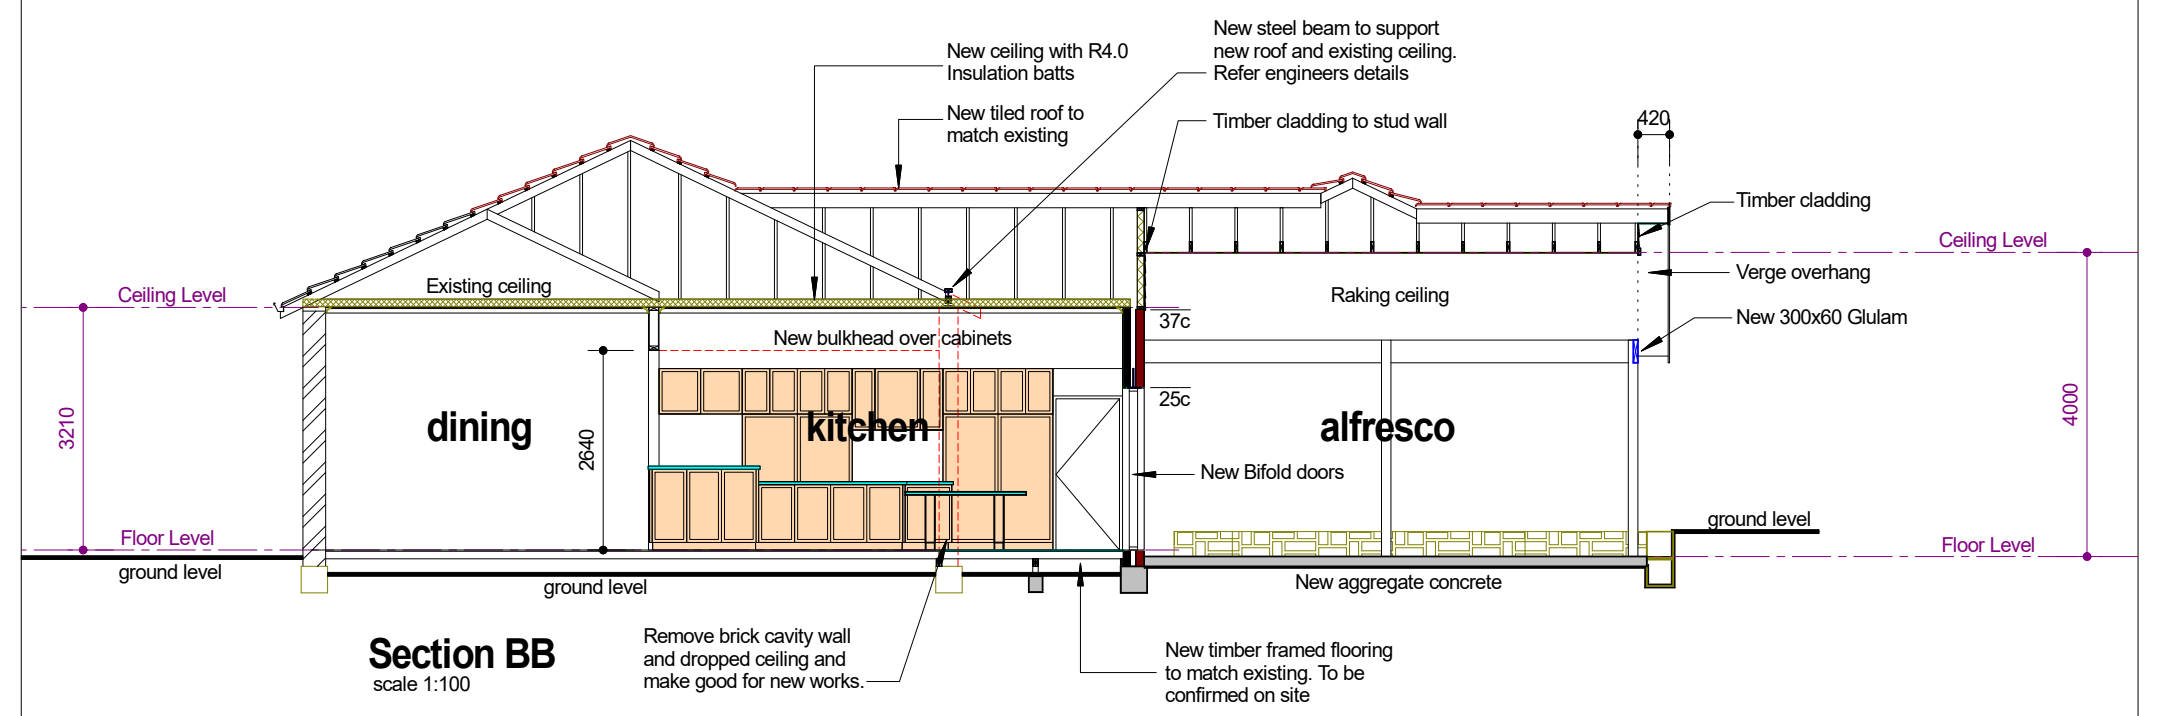 New steel beam to support
new roof and existing ceiling.
Refer engineers details
New ceiling with R4.0
Insulation batts
New tiled roof to
match existing
Timber cladding to stud wall
420
Timber cladding
Ceiling Level
Verge overhang
Existing ceiling
Ceiling Level
Raking ceiling
New 300x60 Glulam
37c
New bulkhead over cabinets
25c
3210
dining
2640
kitchen
alfresco
4000
New Bifold doors
ground level
Floor Level
Floor Level
ground level
ground level
New aggregate concrete
Section BB
scale 1:100
Remove brick cavity wall
and dropped ceiling and
make good for new works.
New timber framed flooring
to match existing. To be
confirmed on site